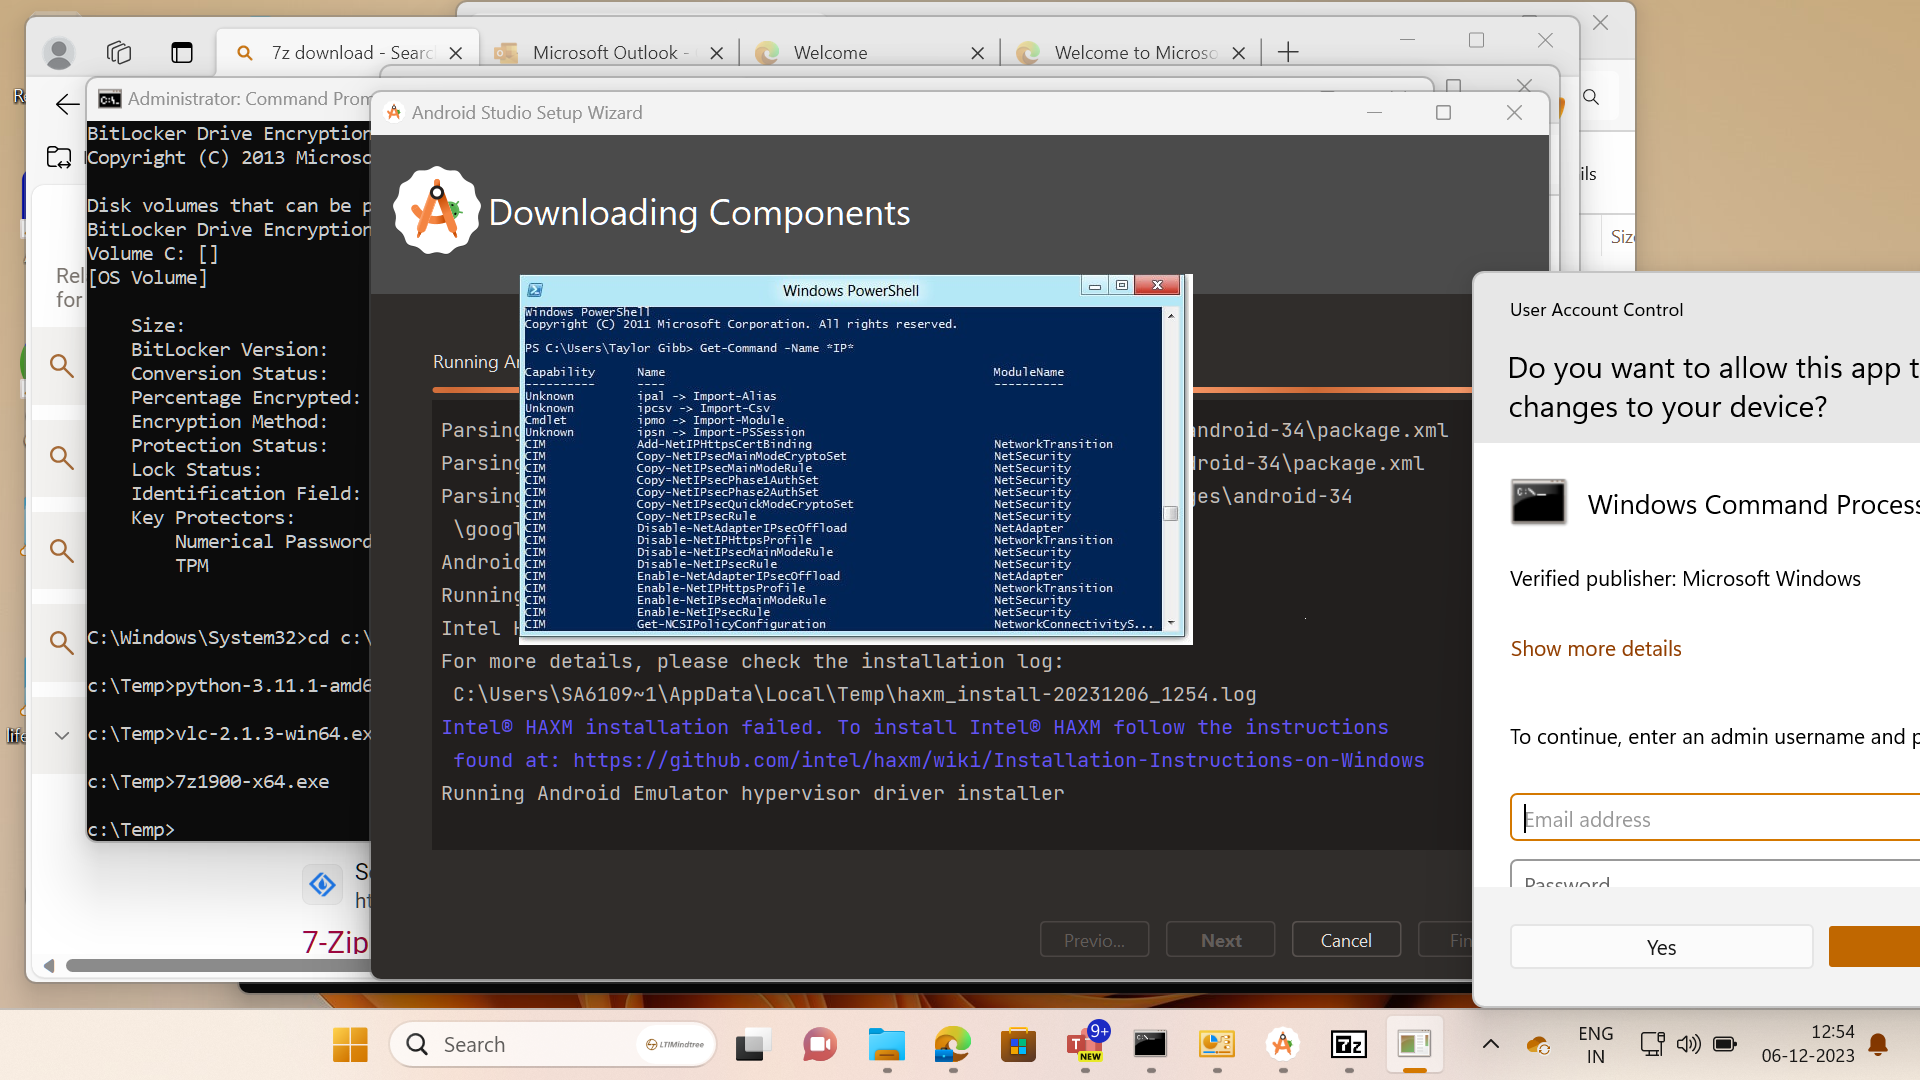 7z download - Searc
Microsoft Outlook -
Welcome
Welcome to Microso
Administrator: Command Prom
BitLocker Drive Encryption
Copyright (C) 2013 Microso
Disk volumes that can be p
BitLocker Drive Encryption
Volume C: []
[OS Volume]
Size:
BitLocker Version:
Conversion Status:
Percentage Encrypted:
Encryption Method:
Protection Status:
Lock Status:
Identification Field:
Key Protectors:
Numerical Password
TPM
C:\Windows\System32>cd c:\
c:\Temp>python-3.11.1-amd6
c:\Temp>vlc-2.1.3-win64.ex
c:\Temp>7z1900-x64.exe
c:\Temp>
Rel
for
7-Zip
Android Studio Setup Wizard
Downloading Components
Running An
Windows PowerShell
Windows PowerShell
Copyright (C) 2011 Microsoft Corporation. All rights reserved.
PS C:\Users\Taylor Gibb> Get-Command -Name *IP*
Capability Name ModuleName
---------- ---- ----------
Unknown ipal -> Import-Alias
Unknown ipcsv -> Import-Csv
Cmdlet ipmo -> Import-Module
Unknown ipsn -> Import-PSSession
CIM Add-NetIPHttpsCertBinding NetworkTransition
CIM Copy-NetIPsecMainModeCryptoSet NetSecurity
CIM Copy-NetIPsecMainModeRule NetSecurity
CIM Copy-NetIPsecPhase1AuthSet NetSecurity
CIM Copy-NetIPsecPhase2AuthSet NetSecurity
CIM Copy-NetIPsecQuickModeCryptoSet NetSecurity
CIM Copy-NetIPsecRule NetSecurity
CIM Disable-NetAdapterIPsecOffload NetAdapter
CIM Disable-NetIPHttpsProfile NetworkTransition
CIM Disable-NetIPsecMainModeRule NetSecurity
CIM Disable-NetIPsecRule NetSecurity
CIM Enable-NetAdapterIPsecOffload NetAdapter
CIM Enable-NetIPHttpsProfile NetworkTransition
CIM Enable-NetIPsecMainModeRule NetSecurity
CIM Enable-NetIPsecRule NetSecurity
CIM Get-NCSIPolicyConfiguration NetworkConnectivityS...
Parsing android-34\package.xml
Parsing droid-34\package.xml
Parsing ges\android-34
\googl
Android
Running
Intel H
For more details, please check the installation log:
C:\Users\SA6109~1\AppData\Local\Temp\haxm_install-20231206_1254.log
Intel® HAXM installation failed. To install Intel® HAXM follow the instructions
found at: https://github.com/intel/haxm/wiki/Installation-Instructions-on-Windows
Running Android Emulator hypervisor driver installer
Previo...
Next
Cancel
Fin
ils
Size
User Account Control
Do you want to allow this app t
changes to your device?
Windows Command Process
Verified publisher: Microsoft Windows
Show more details
To continue, enter an admin username and p
Email address
Password
Yes
Search
LTIMindtree
9+
NEW
7z
ENG
IN
12:54
06-12-2023